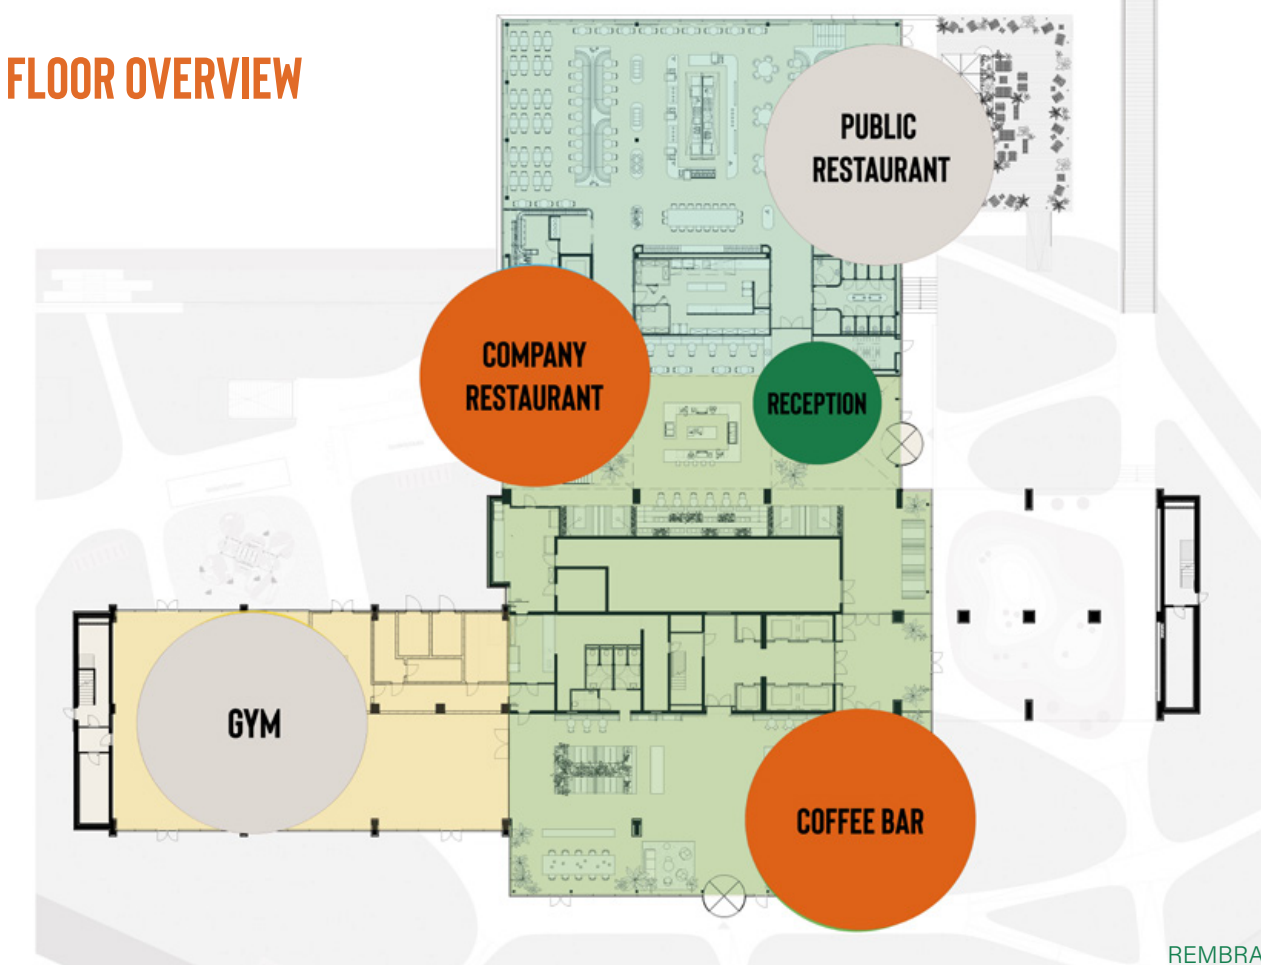 FLOOR OVERVIEW
PUBLIC
RESTAURANT
COMPANY
RESTAURANT
RECEPTION
GYM
COFFEE BAR
REMBRA